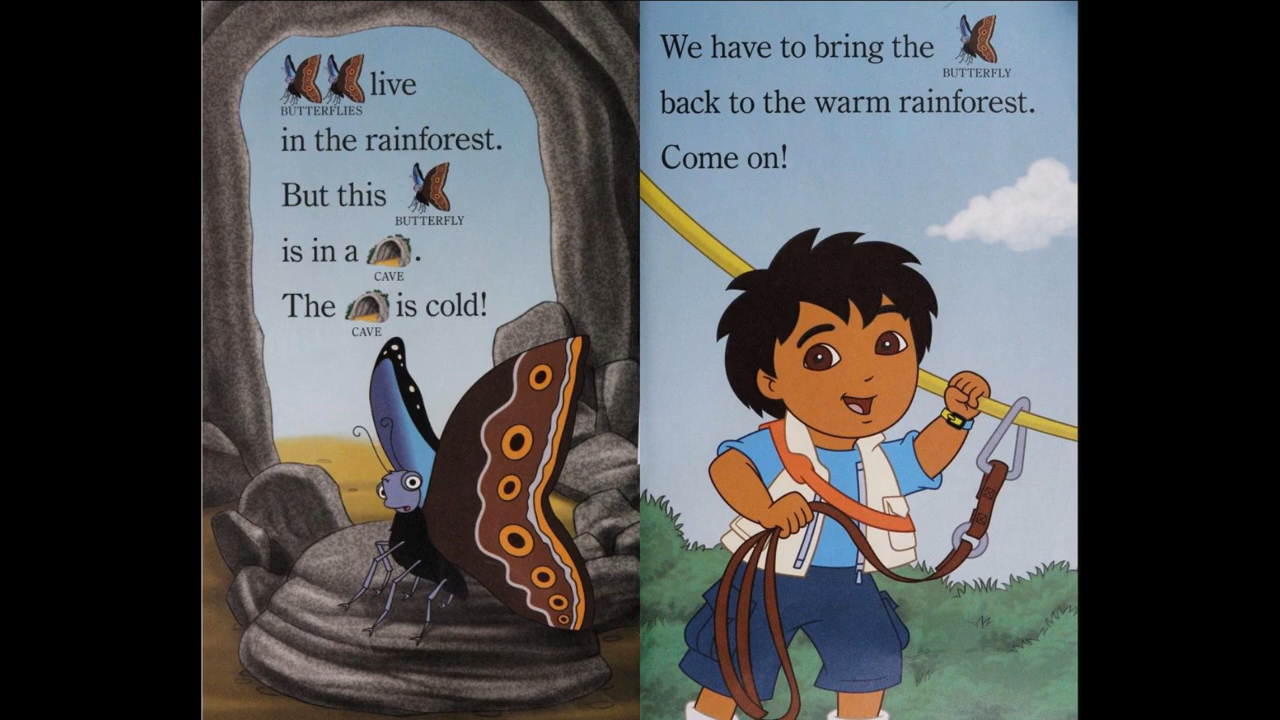 live
BUTTERFLIES
in the rainforest.
But this
BUTTERFLY
is in a .
CAVE
The is cold!
CAVE
We have to bring the
BUTTERFLY
back to the warm rainforest.
Come on!